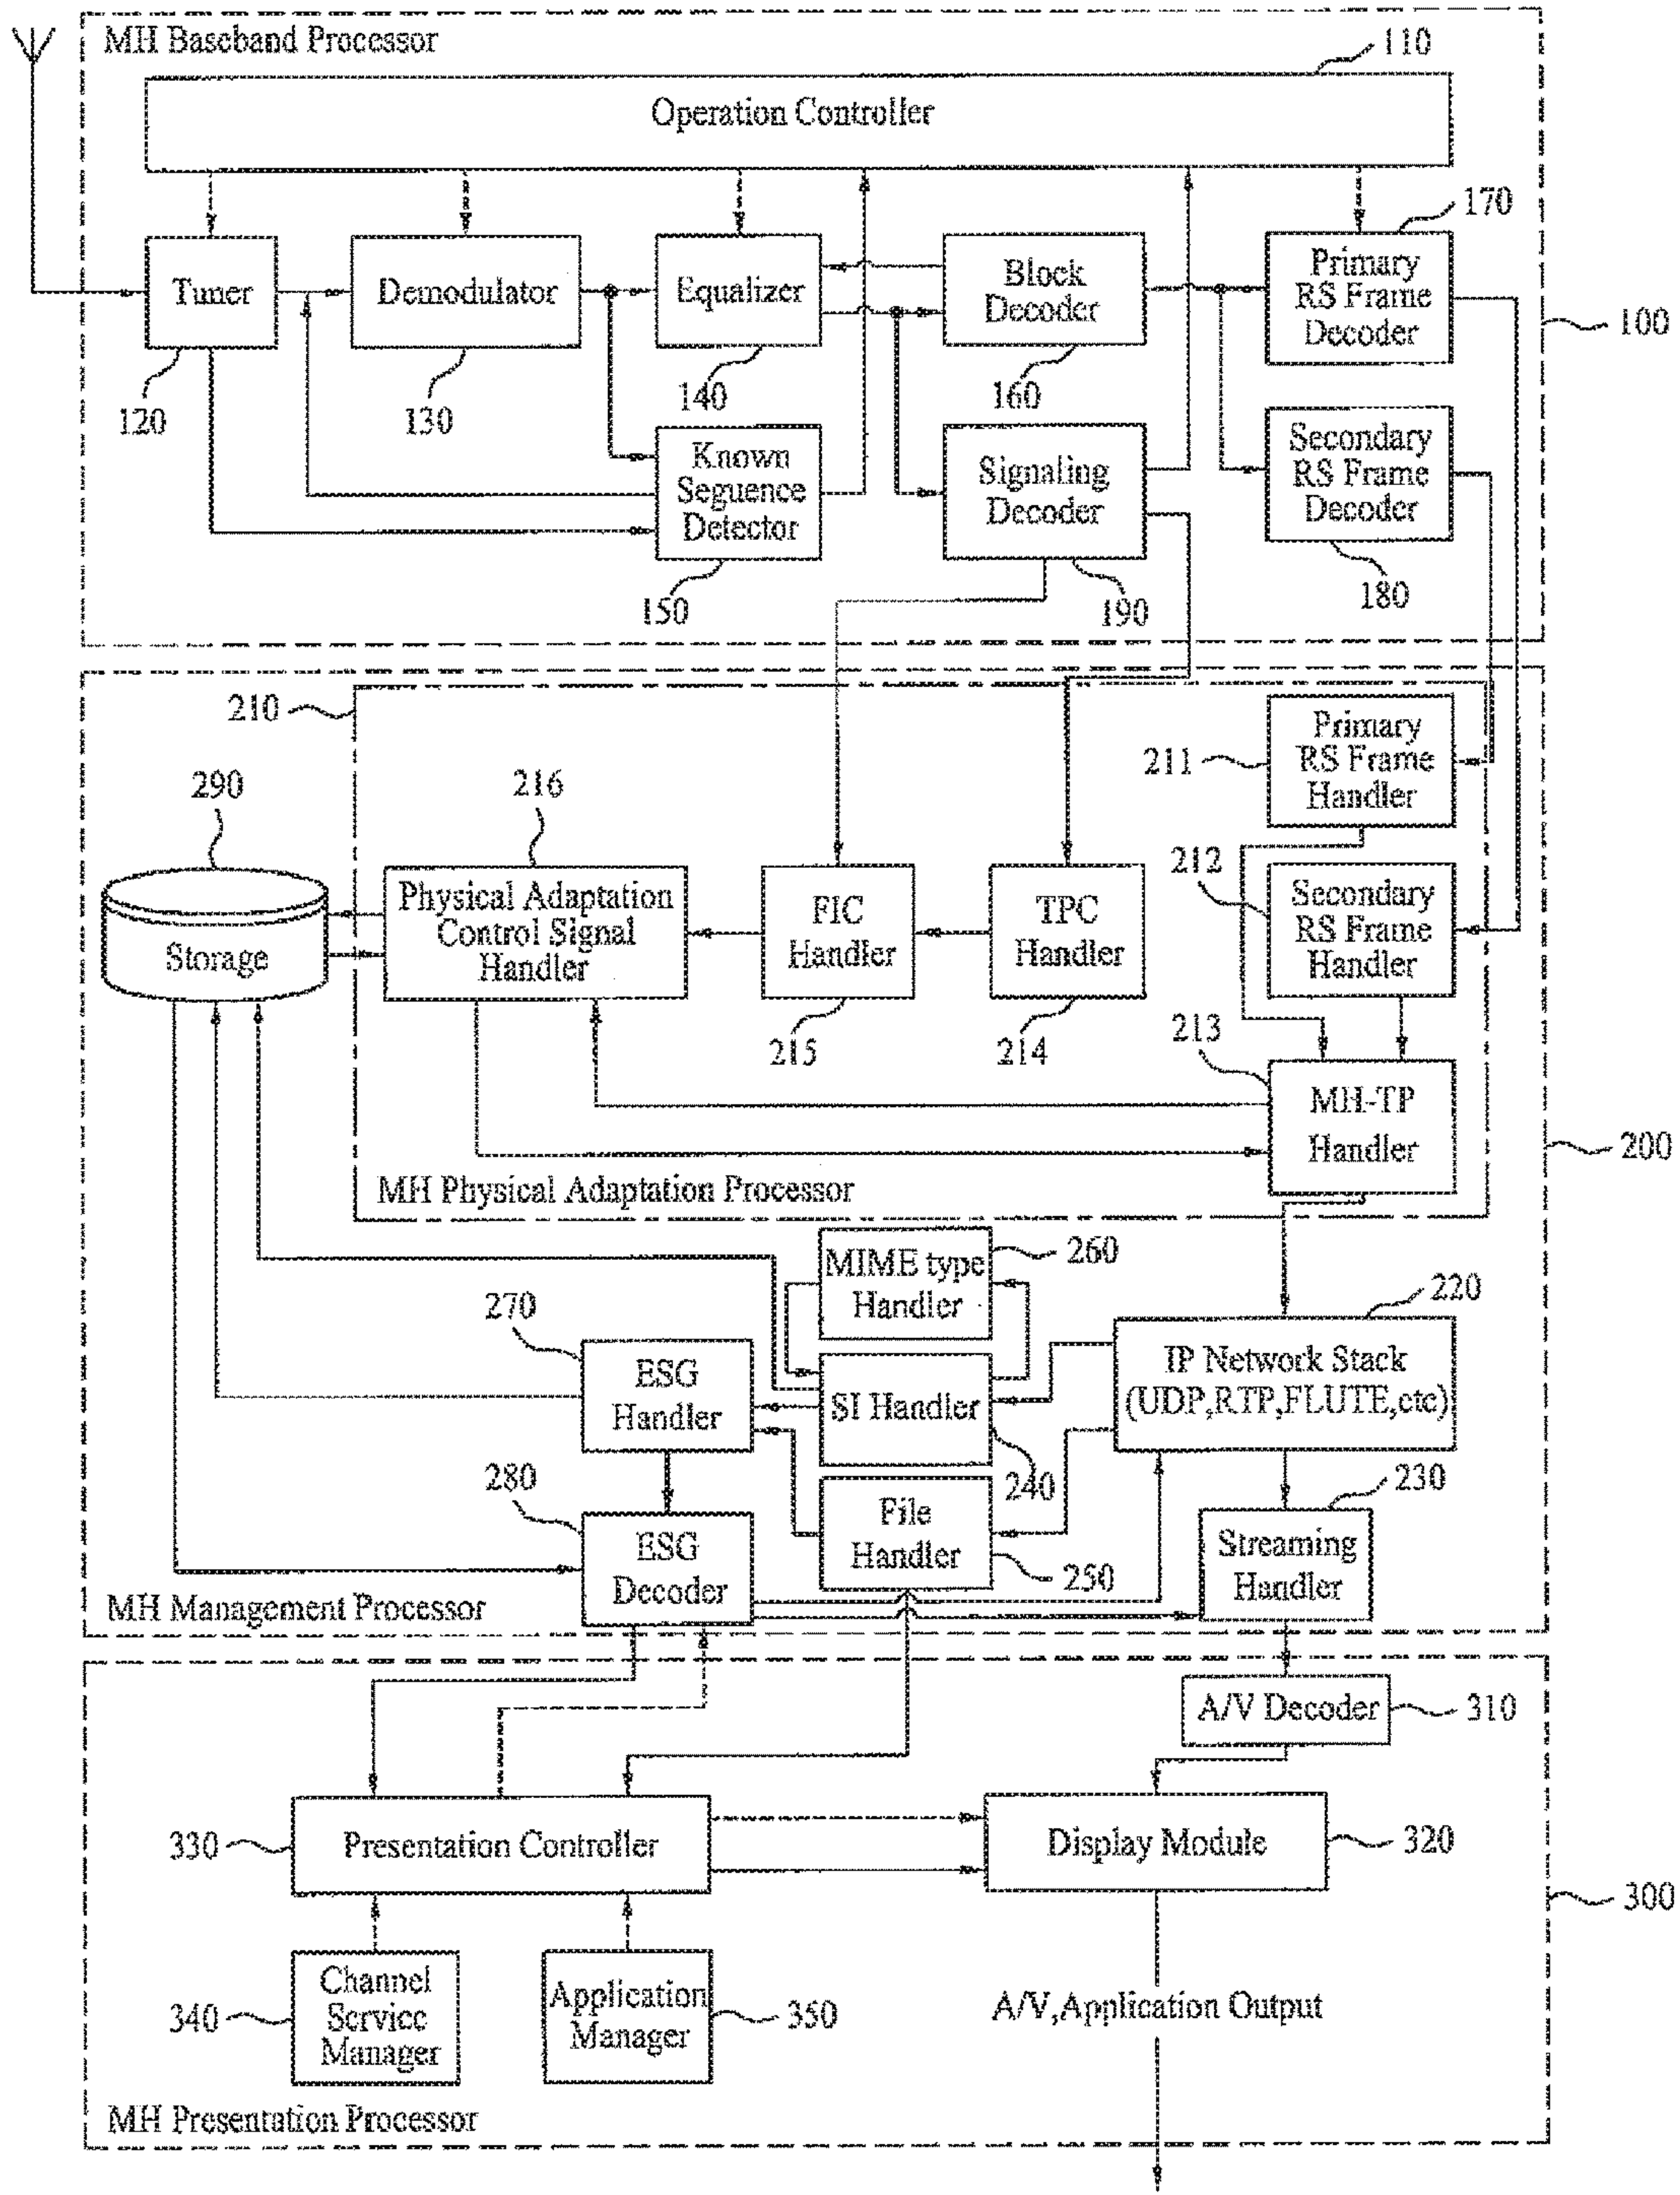 MH Baseband Processor
110
Operation Controller
170
Tuner
Demodulator
Equalizer
Block
Decoder
Primary
RS Frame
Decoder
100
120
130
140
160
Known
Seguence
Detector
Signaling
Decoder
Secondary
RS Frame
Decoder
150
190
180
210
Primary
RS Frame
Handler
211
290
216
212
Storage
Physical Adaptation
Control Signal
Handler
FIC
Handler
TPC
Handler
Secondary
RS Frame
Handler
215
214
213
MH-TP
Handler
200
MH Physical Adaptation Processor
MIME type
Handler
260
270
220
ESG
Handler
SI Handler
IP Network Stack
(UDP,RTP,FLUTE,etc)
280
240
230
ESG
Decoder
File
Handler
250
Streaming
Handler
MH Management Processor
A/V Decoder
310
330
Presentation Controller
Display Module
320
300
340
Channel
Service
Manager
Application
Manager
350
A/V,Application Output
MH Presentation Processor